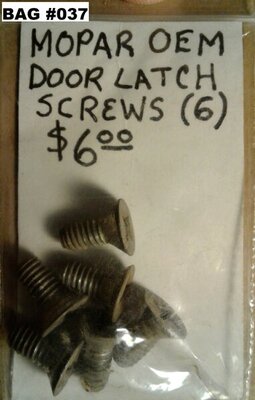 BAG #037
MOPAR OEM
DOOR LATCH
SCREWS (6)
$6.00